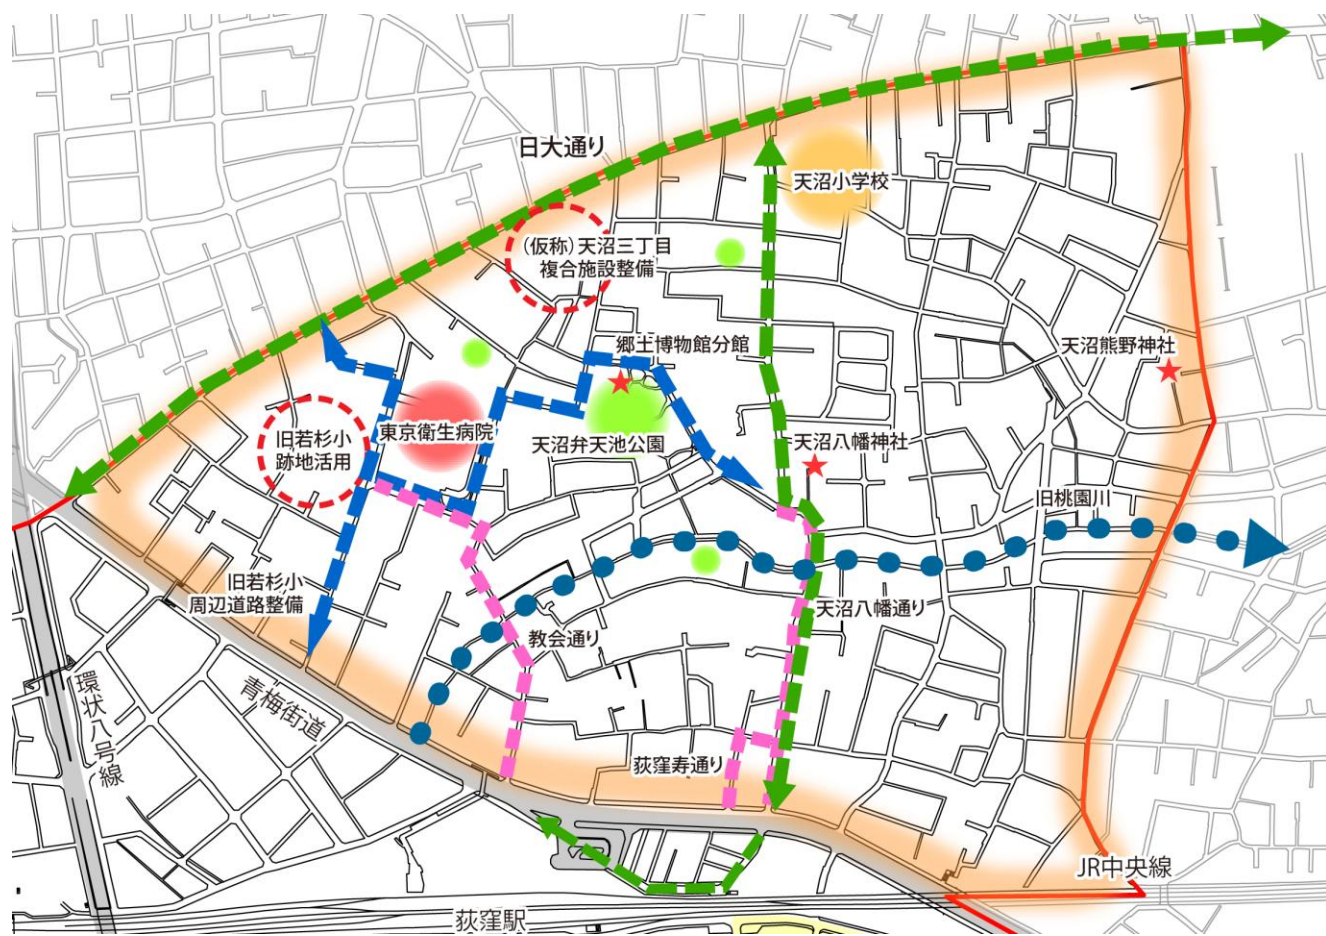 日大通り
天沼小学校
(仮称)天沼三丁目
複合施設整備
郷土博物館分館
天沼熊野神社
旧若杉小
跡地活用
東京衛生病院
天沼弁天池公園
天沼八幡神社
旧桃園川
旧若杉小
周辺道路整備
教会通り
天沼八幡通り
環状八号線
青梅街道
荻窪寿通り
JR中央線
荻窪駅